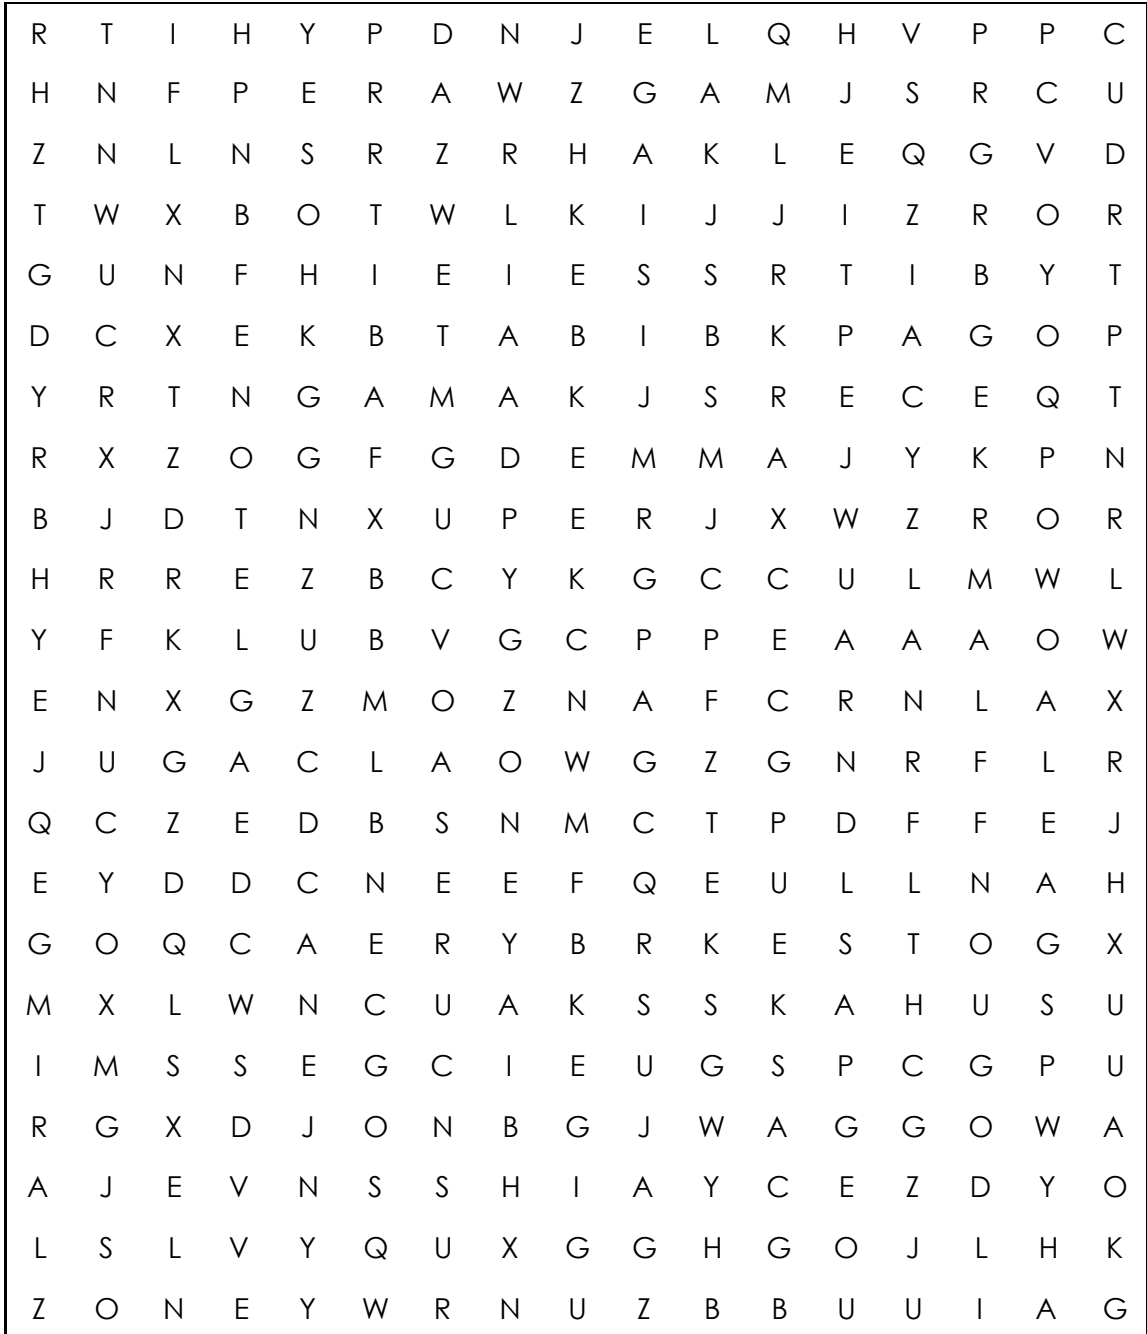 R T I H Y P D N J E L Q H V P P C
H N F P E R A W Z G A M J S R C U
Z N L N S R Z R H A K L E Q G V D
T W X B O T W L K I J J I Z R O R
G U N F H I E I E S S R T I B Y T
D C X E K B T A B I B K P A G O P
Y R T N G A M A K J S R E C E Q T
R X Z O G F G D E M M A J Y K P N
B J D T N X U P E R J X W Z R O R
H R R E Z B C Y K G C C U L M W L
Y F K L U B V G C P P E A A A O W
E N X G Z M O Z N A F C R N L A X
J U G A C L A O W G Z G N R F L R
Q C Z E D B S N M C T P D F F E J
E Y D D C N E E F Q E U L L N A H
G O Q C A E R Y B R K E S T O G X
M X L W N C U A K S S K A H U S U
I M S S E G C I E U G S P C G P U
R G X D J O N B G J W A G G O W A
A J E V N S S H I A Y C E Z D Y O
L S L V Y Q U X G G H G O J L H K
Z O N E Y W R N U Z B B U U I A G